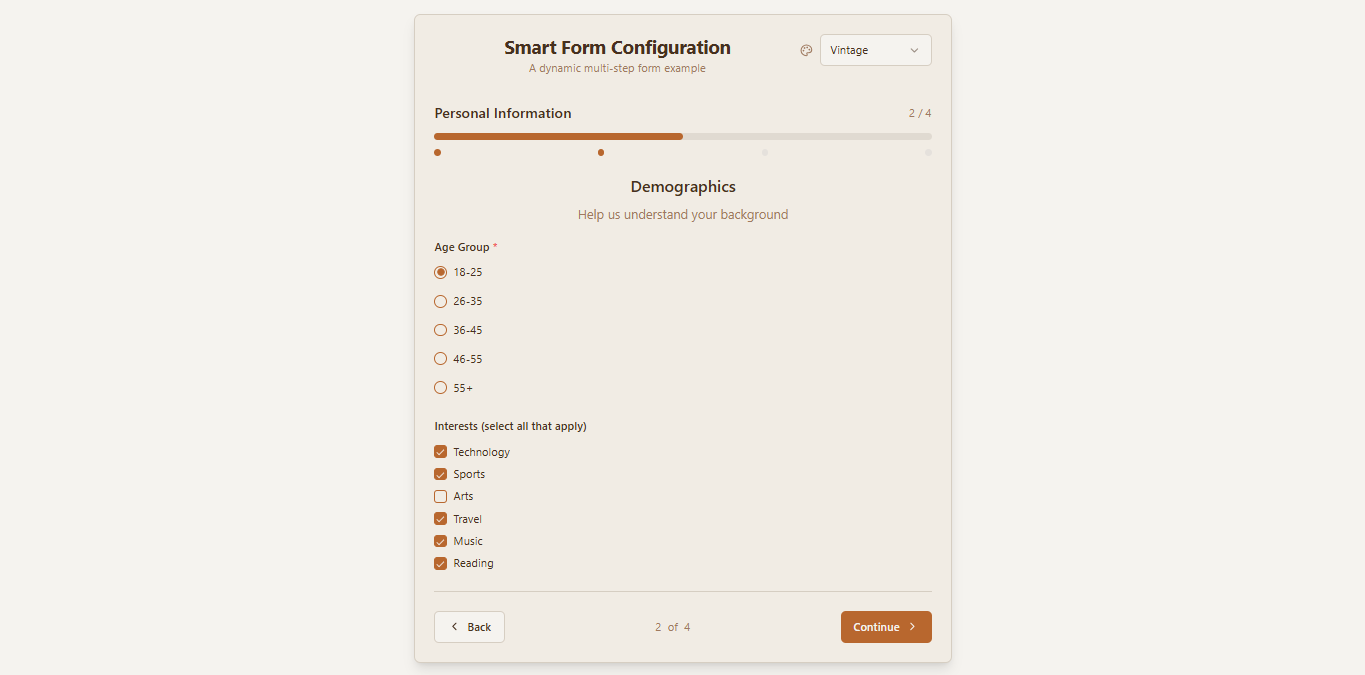 Smart Form Configuration
A dynamic multi-step form example
Vintage
Personal Information
2 / 4
Demographics
Help us understand your background
Age Group *
18-25
26-35
36-45
46-55
55+
Interests (select all that apply)
Technology
Sports
Arts
Travel
Music
Reading
Back
2 of 4
Continue